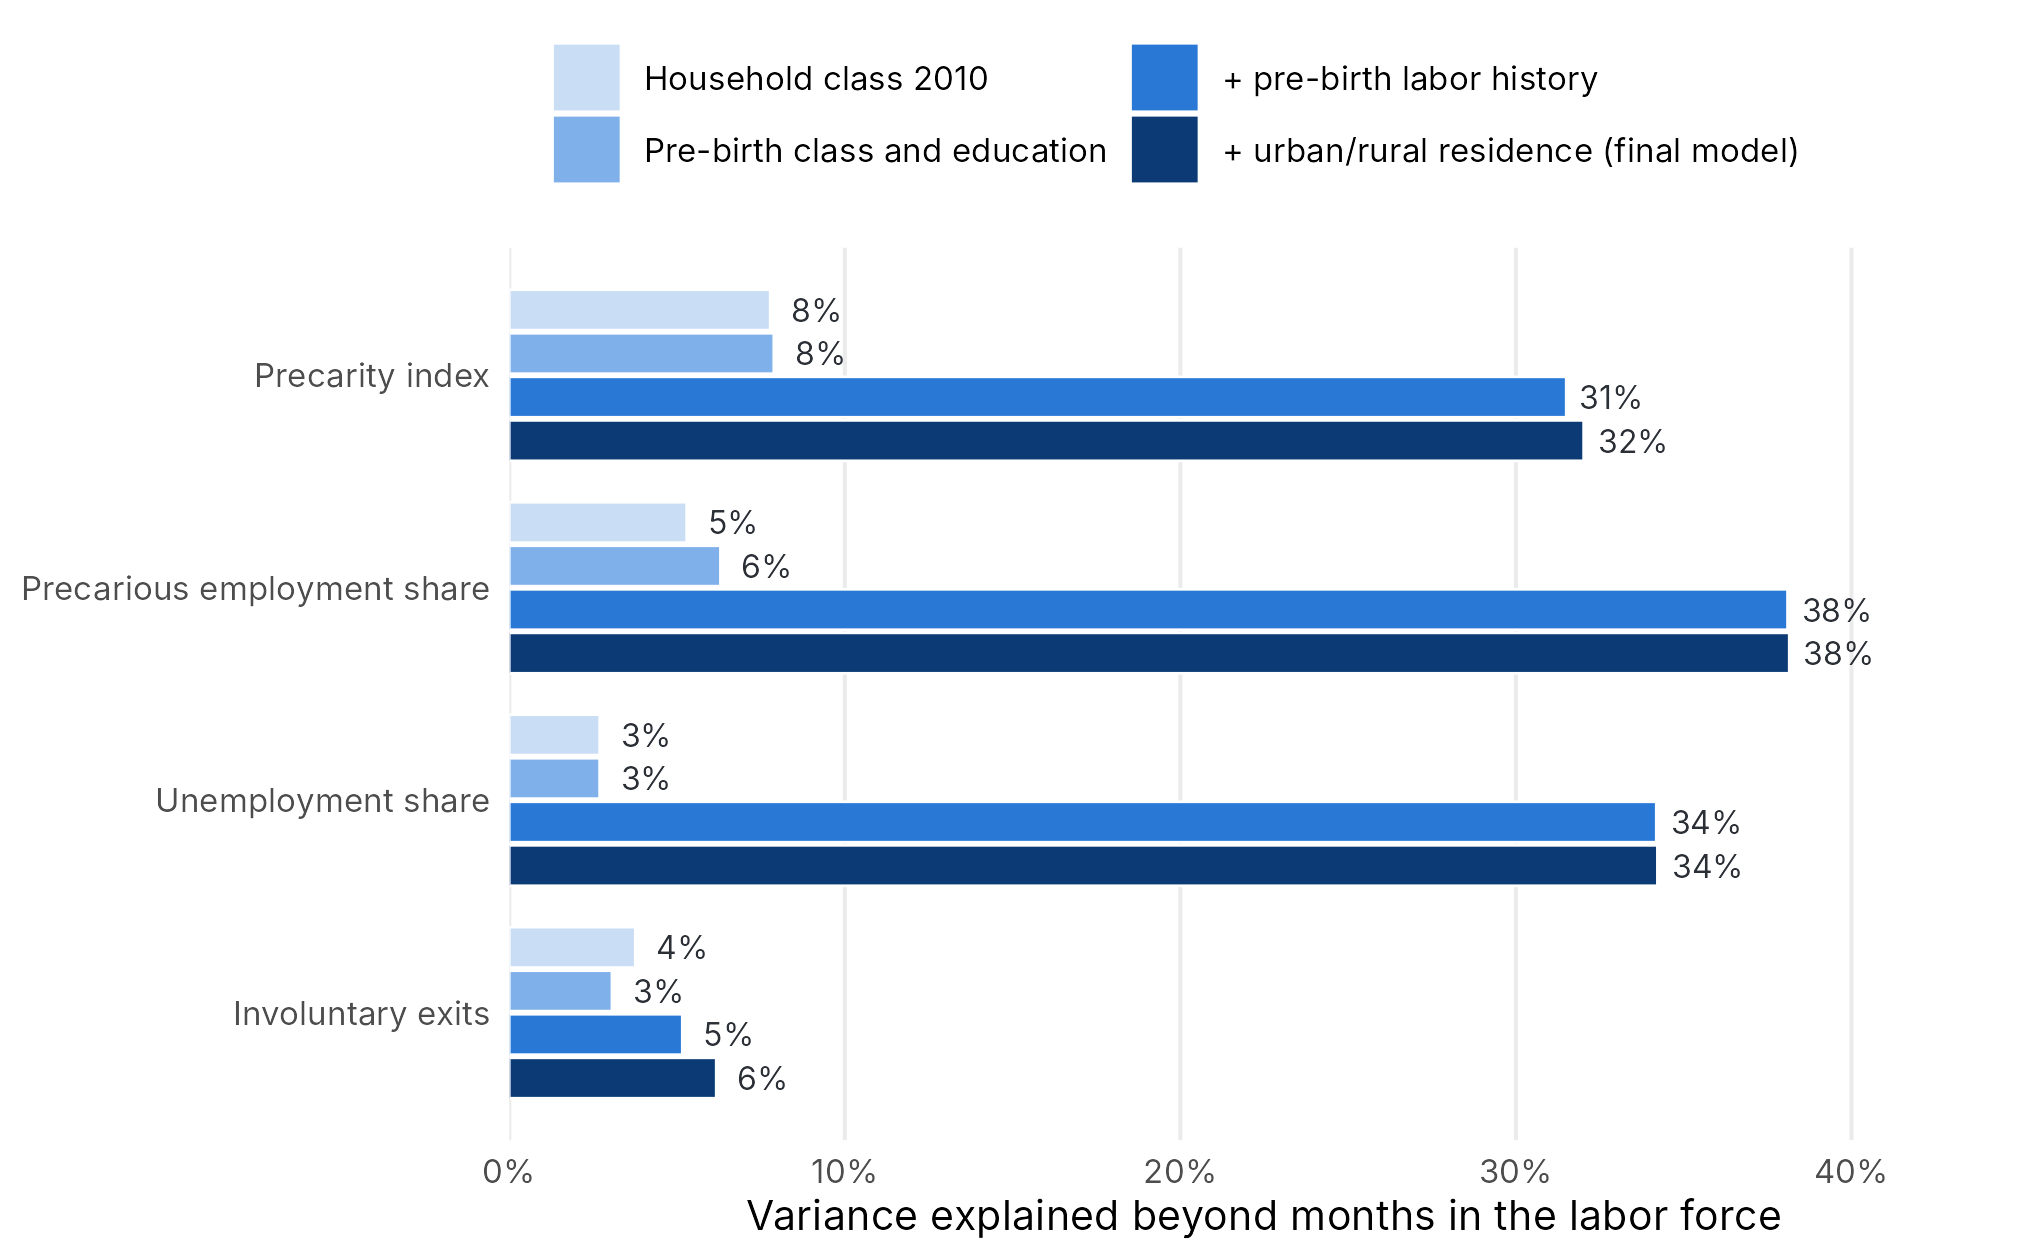 Household class 2010
+ pre-birth labor history
Pre-birth class and education
+ urban/rural residence (final model)
Precarity index
8%
8%
31%
32%
Precarious employment share
5%
6%
38%
38%
Unemployment share
3%
3%
34%
34%
Involuntary exits
4%
3%
5%
6%
0%
10%
20%
30%
40%
Variance explained beyond months in the labor force